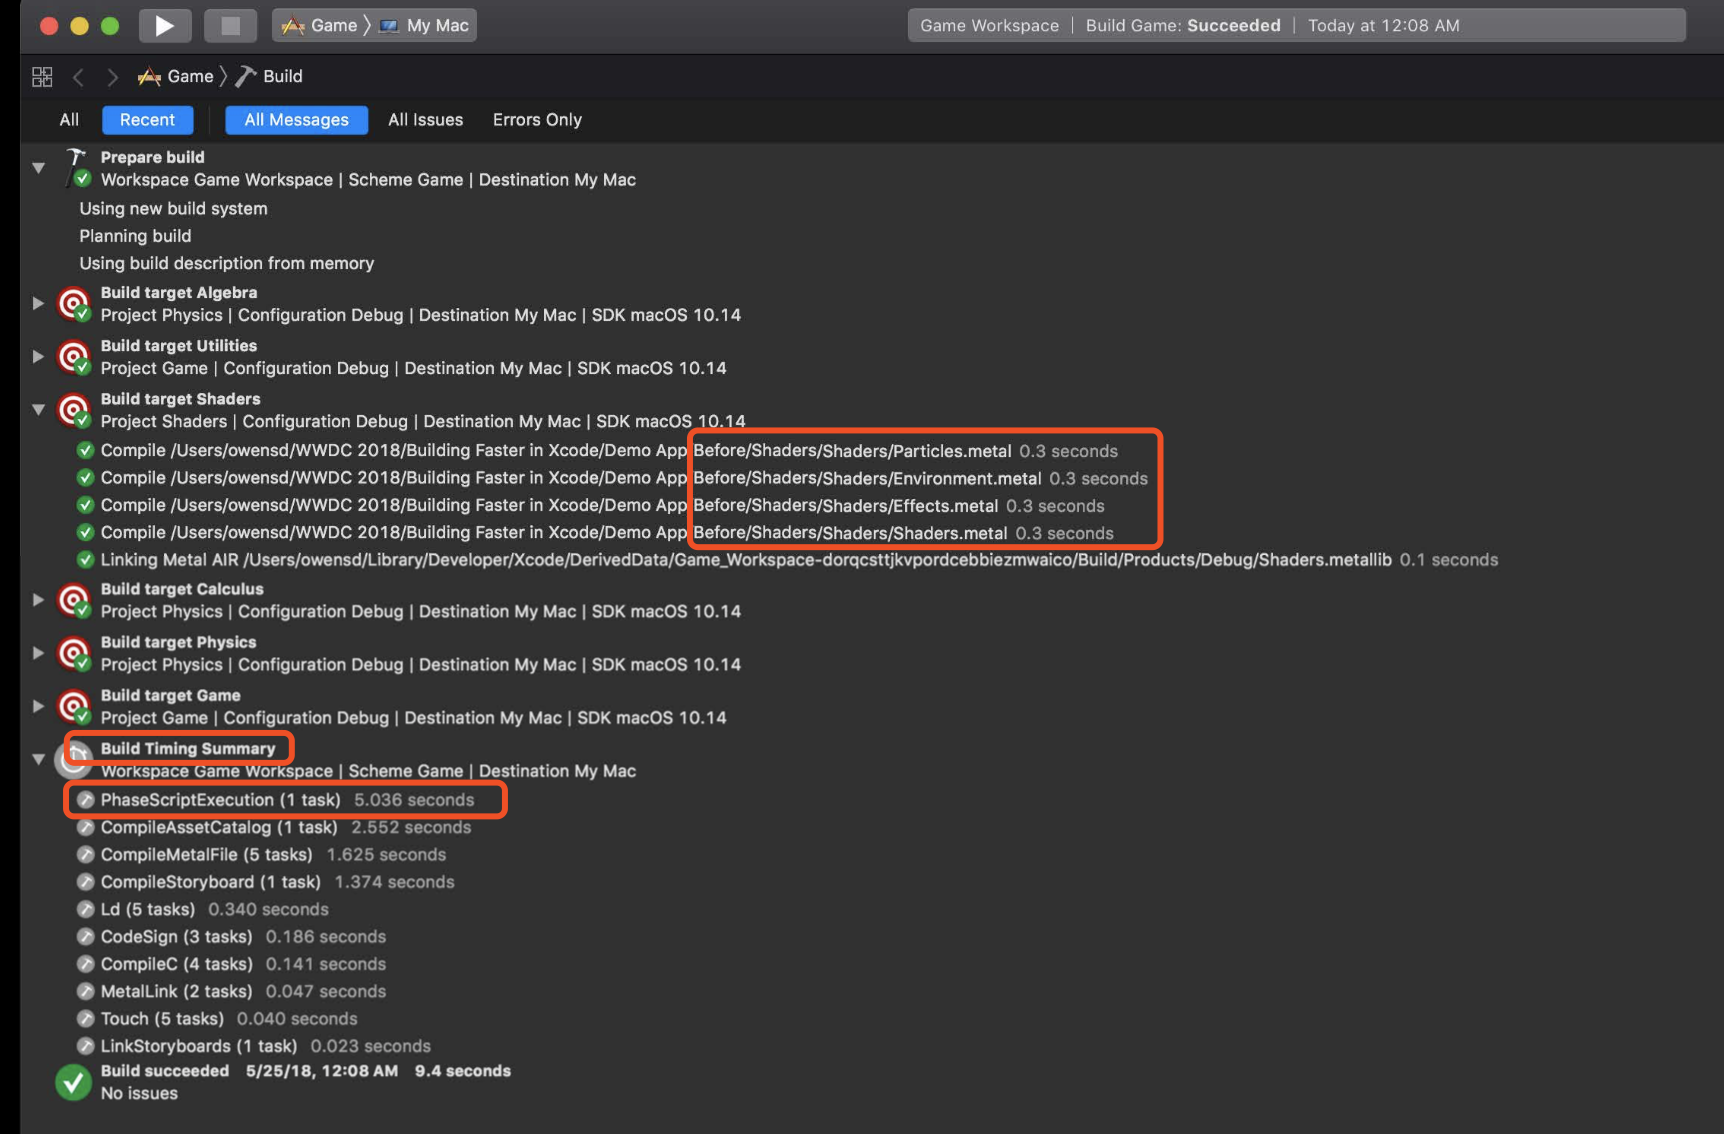 Game 〉 My Mac
Game Workspace | Build Game: Succeeded | Today at 12:08 AM
Game 〉 Build
All Recent All Messages All Issues Errors Only
Prepare build
Workspace Game Workspace | Scheme Game | Destination My Mac
Using new build system
Planning build
Using build description from memory
Build target Algebra
Project Physics | Configuration Debug | Destination My Mac | SDK macOS 10.14
Build target Utilities
Project Game | Configuration Debug | Destination My Mac | SDK macOS 10.14
Build target Shaders
Project Shaders | Configuration Debug | Destination My Mac | SDK macOS 10.14
Compile /Users/owensd/WWDC 2018/Building Faster in Xcode/Demo App Before/Shaders/Shaders/Particles.metal 0.3 seconds
Compile /Users/owensd/WWDC 2018/Building Faster in Xcode/Demo App Before/Shaders/Shaders/Environment.metal 0.3 seconds
Compile /Users/owensd/WWDC 2018/Building Faster in Xcode/Demo App Before/Shaders/Shaders/Effects.metal 0.3 seconds
Compile /Users/owensd/WWDC 2018/Building Faster in Xcode/Demo App Before/Shaders/Shaders/Shaders.metal 0.3 seconds
Linking Metal AIR /Users/owensd/Library/Developer/Xcode/DerivedData/Game_Workspace-dorqcsttjkvpordcebbiezmwaico/Build/Products/Debug/Shaders.metallib 0.1 seconds
Build target Calculus
Project Physics | Configuration Debug | Destination My Mac | SDK macOS 10.14
Build target Physics
Project Physics | Configuration Debug | Destination My Mac | SDK macOS 10.14
Build target Game
Project Game | Configuration Debug | Destination My Mac | SDK macOS 10.14
Build Timing Summary
Workspace Game Workspace | Scheme Game | Destination My Mac
PhaseScriptExecution (1 task) 5.036 seconds
CompileAssetCatalog (1 task) 2.552 seconds
CompileMetalFile (5 tasks) 1.625 seconds
CompileStoryboard (1 task) 1.374 seconds
Ld (5 tasks) 0.340 seconds
CodeSign (3 tasks) 0.186 seconds
CompileC (4 tasks) 0.141 seconds
MetalLink (2 tasks) 0.047 seconds
Touch (5 tasks) 0.040 seconds
LinkStoryboards (1 task) 0.023 seconds
Build succeeded 5/25/18, 12:08 AM 9.4 seconds
No issues